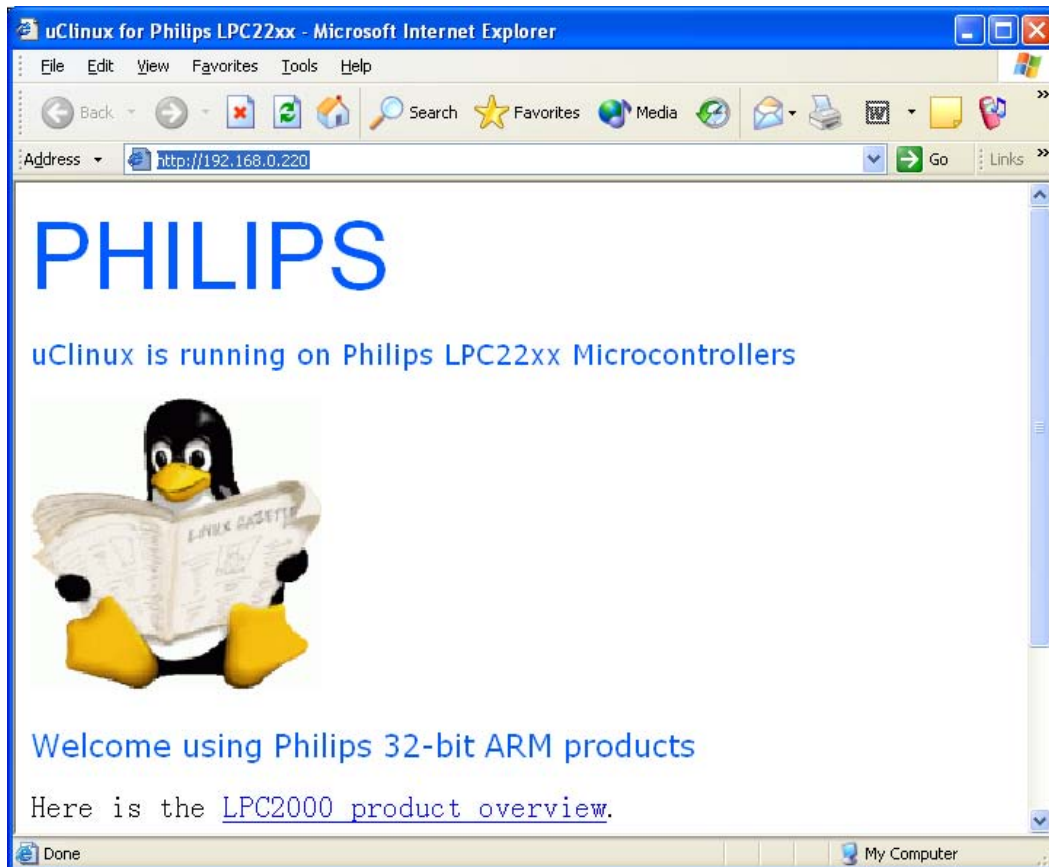 uClinux for Philips LPC22xx - Microsoft Internet Explorer
File Edit View Favorites Tools Help
Back Search Favorites Media W »
Address http://192.168.0.220 Go Links »
PHILIPS
uClinux is running on Philips LPC22xx Microcontrollers
LINUX GAZETTE
Welcome using Philips 32-bit ARM products
Here is the LPC2000 product overview.
Done My Computer